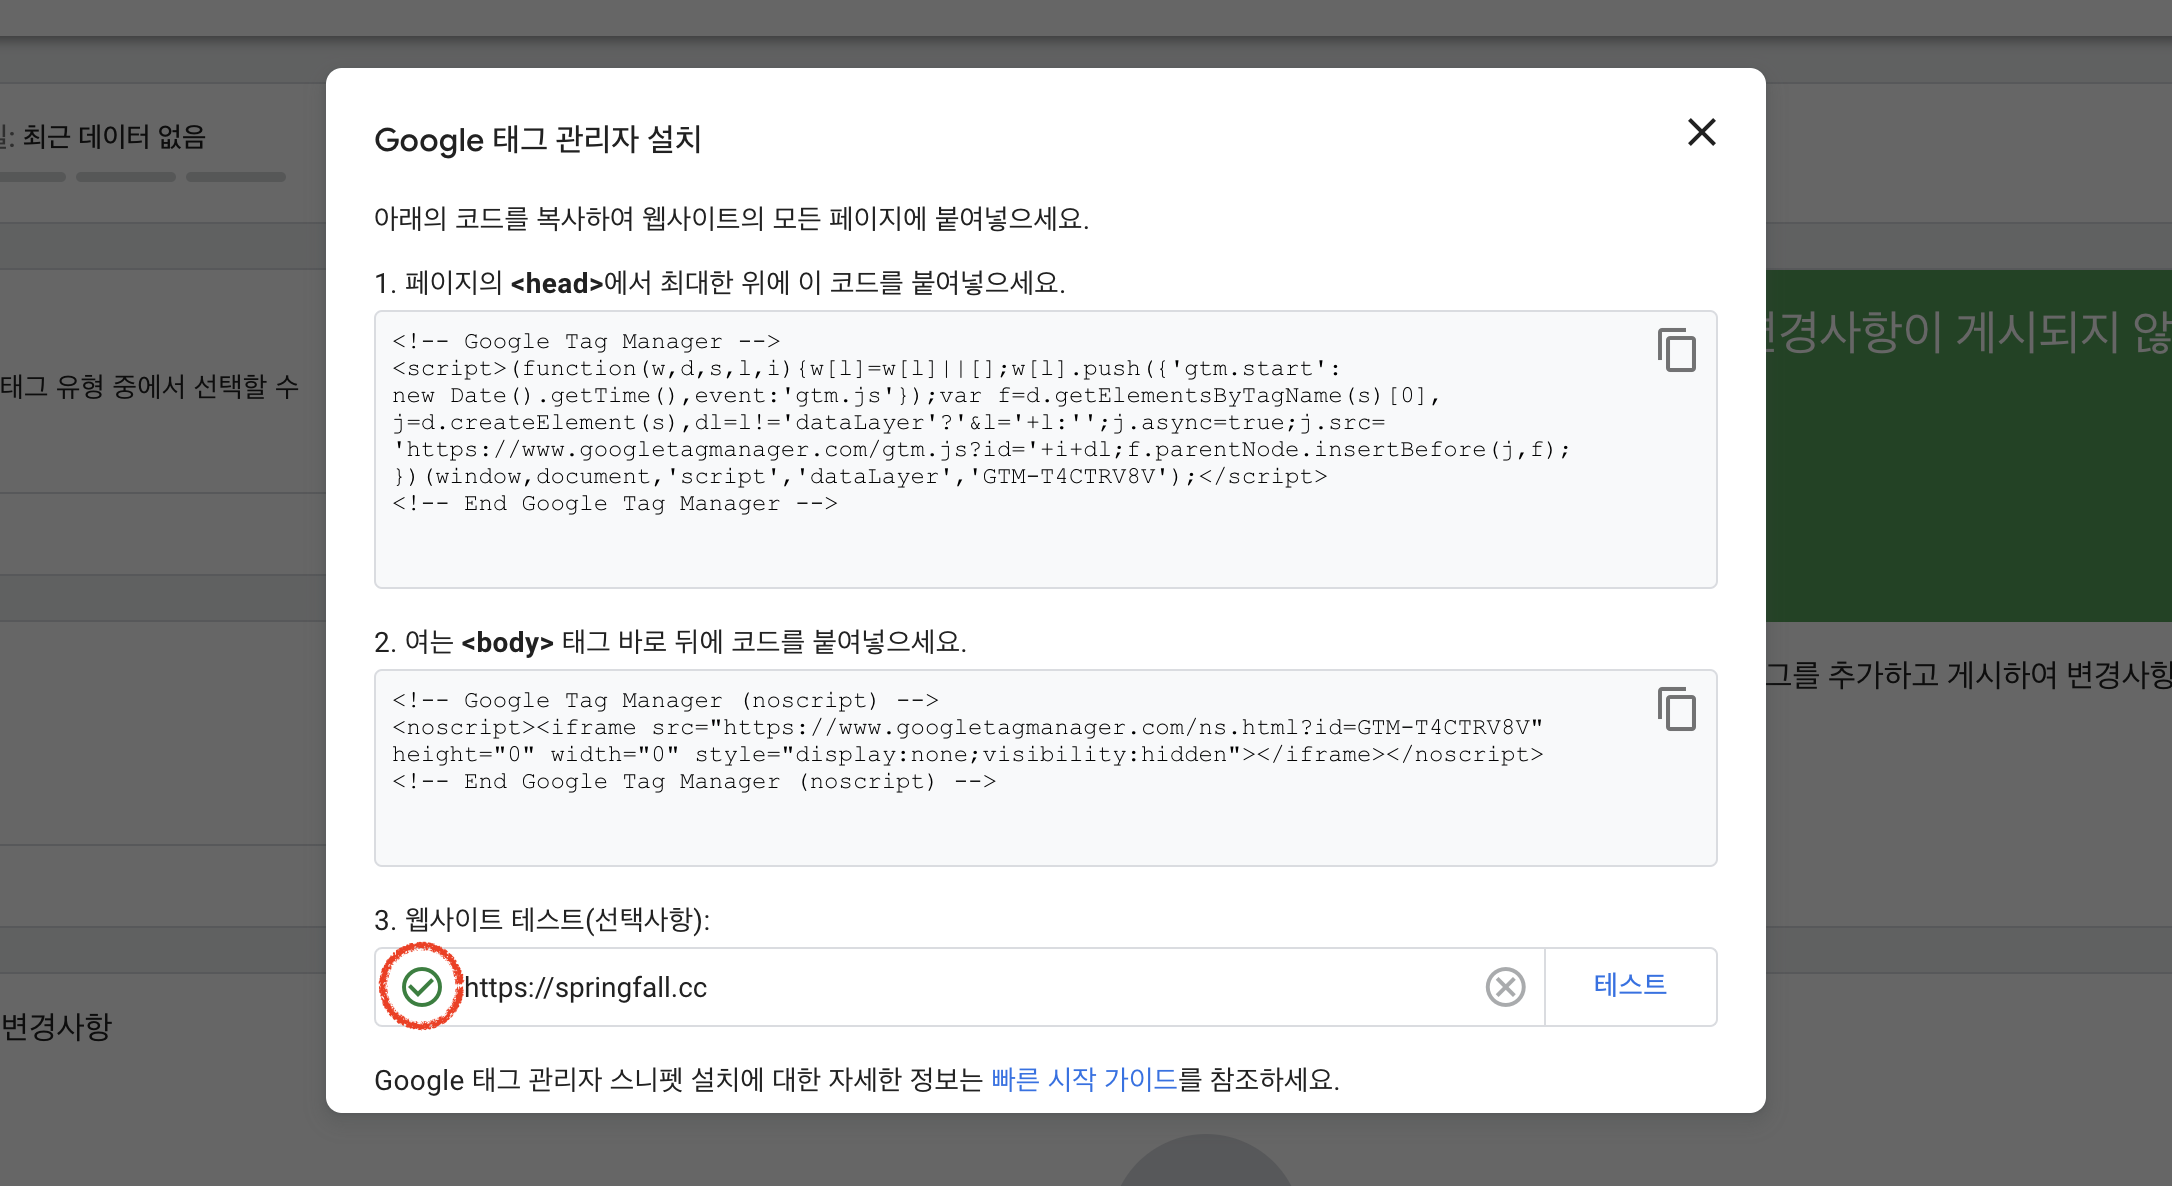 최근 데이터 없음
Google 태그 관리자 설치
아래의 코드를 복사하여 웹사이트의 모든 페이지에 붙여넣으세요.
1. 페이지의 <head>에서 최대한 위에 이 코드를 붙여넣으세요.
<!-- Google Tag Manager -->
<script>(function(w,d,s,l,i){w[l]=w[l]||[];w[l].push({'gtm.start':
new Date().getTime(),event:'gtm.js'});var f=d.getElementsByTagName(s)[0],
j=d.createElement(s),dl=l!='dataLayer'?'&l='+l:'';j.async=true;j.src=
'https://www.googletagmanager.com/gtm.js?id='+i+dl;f.parentNode.insertBefore(j,f);
})(window,document,'script','dataLayer','GTM-T4CTRV8V');</script>
<!-- End Google Tag Manager -->
변경사항이 게시되지 않
태그 유형 중에서 선택할 수
2. 여는 <body> 태그 바로 뒤에 코드를 붙여넣으세요.
<!-- Google Tag Manager (noscript) -->
<noscript><iframe src="https://www.googletagmanager.com/ns.html?id=GTM-T4CTRV8V"
height="0" width="0" style="display:none;visibility:hidden"></iframe></noscript>
<!-- End Google Tag Manager (noscript) -->
그를 추가하고 게시하여 변경사항
3. 웹사이트 테스트(선택사항):
https://springfall.cc
테스트
변경사항
Google 태그 관리자 스니펫 설치에 대한 자세한 정보는 빠른 시작 가이드를 참조하세요.